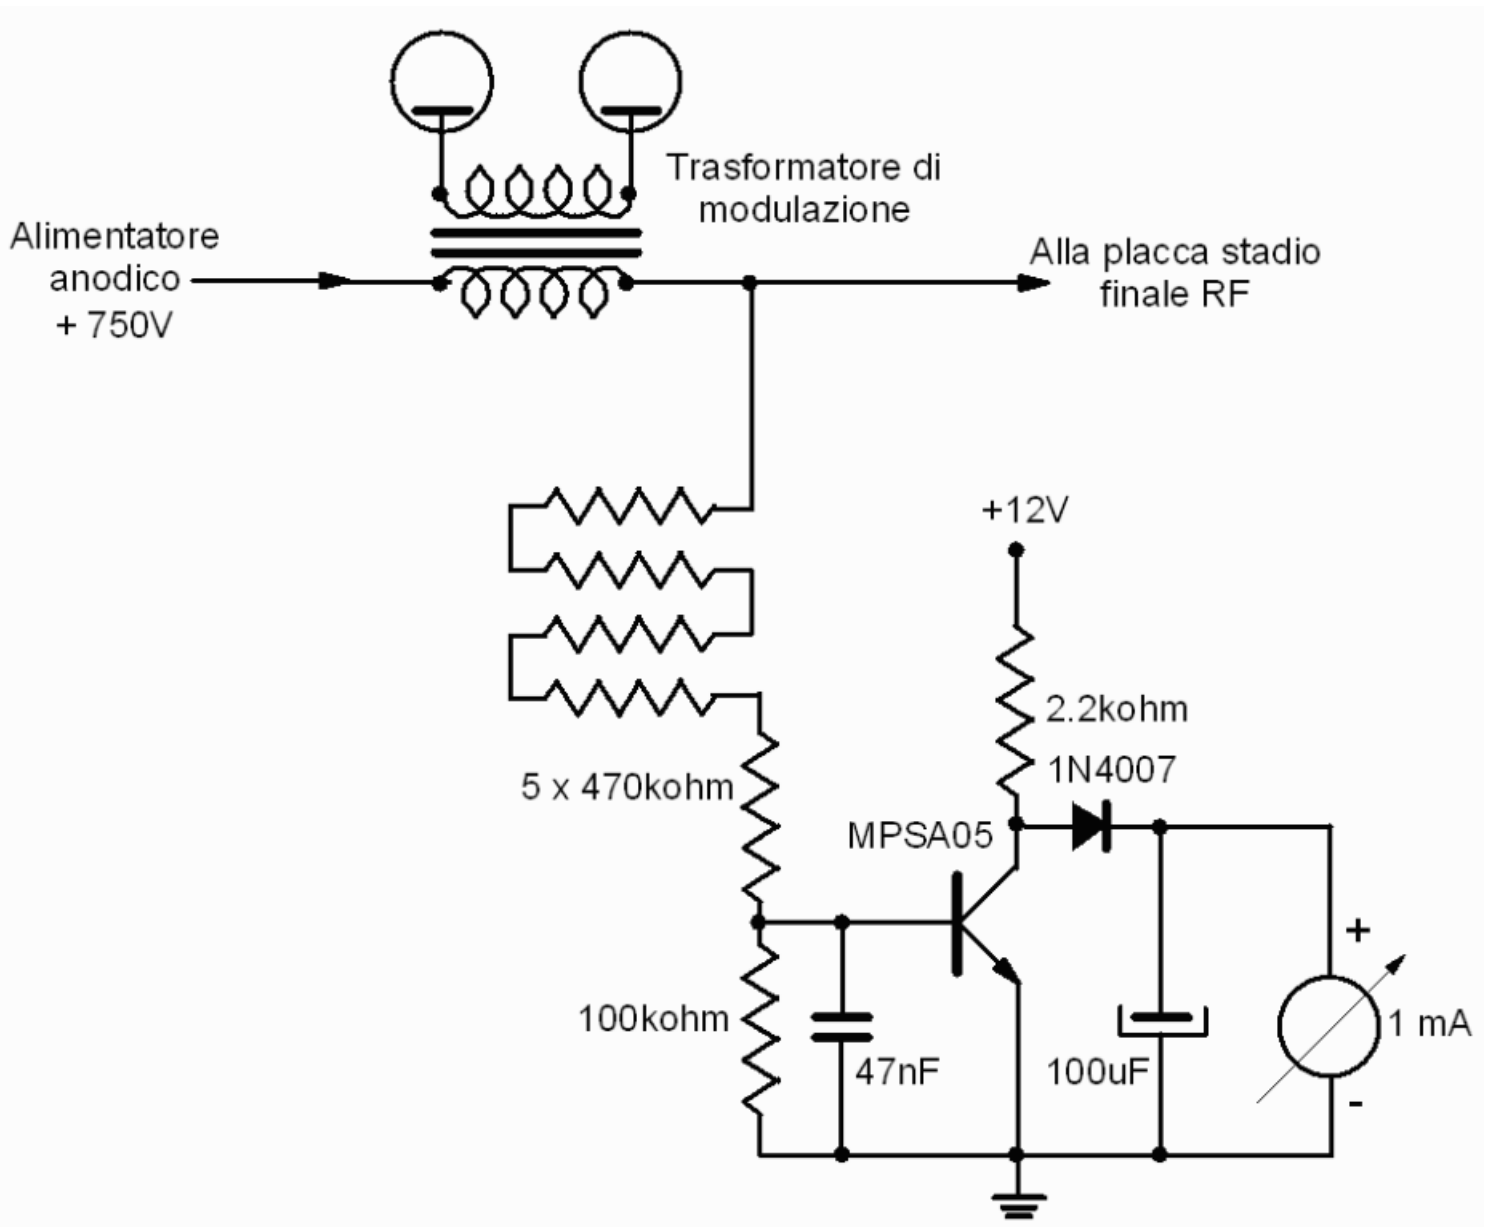 Trasformatore di
modulazione
Alimentatore
anodico
+ 750V
Alla placca stadio
finale RF
+12V
2.2kohm
1N4007
5 x 470kohm
MPSA05
+
100kohm
1 mA
47nF
100uF
-